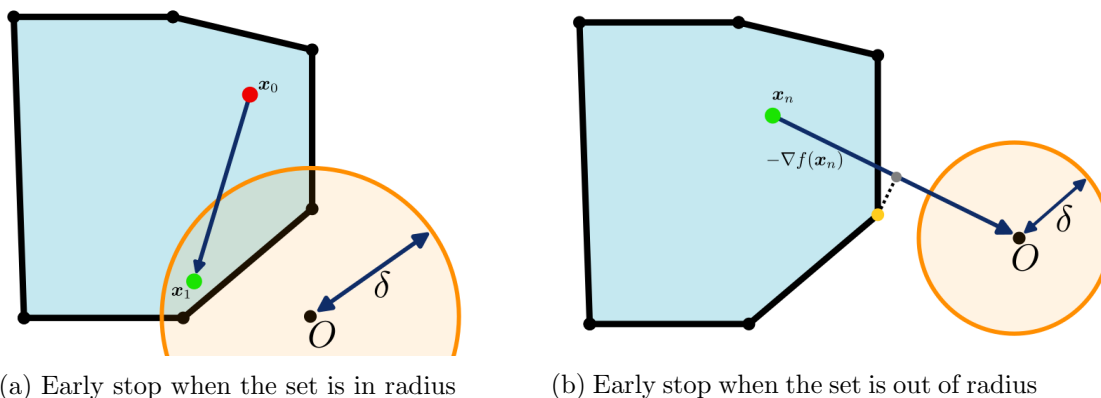 x₀
x₁
δ
O
xₙ
−∇f(xₙ)
δ
O
(a) Early stop when the set is in radius
(b) Early stop when the set is out of radius